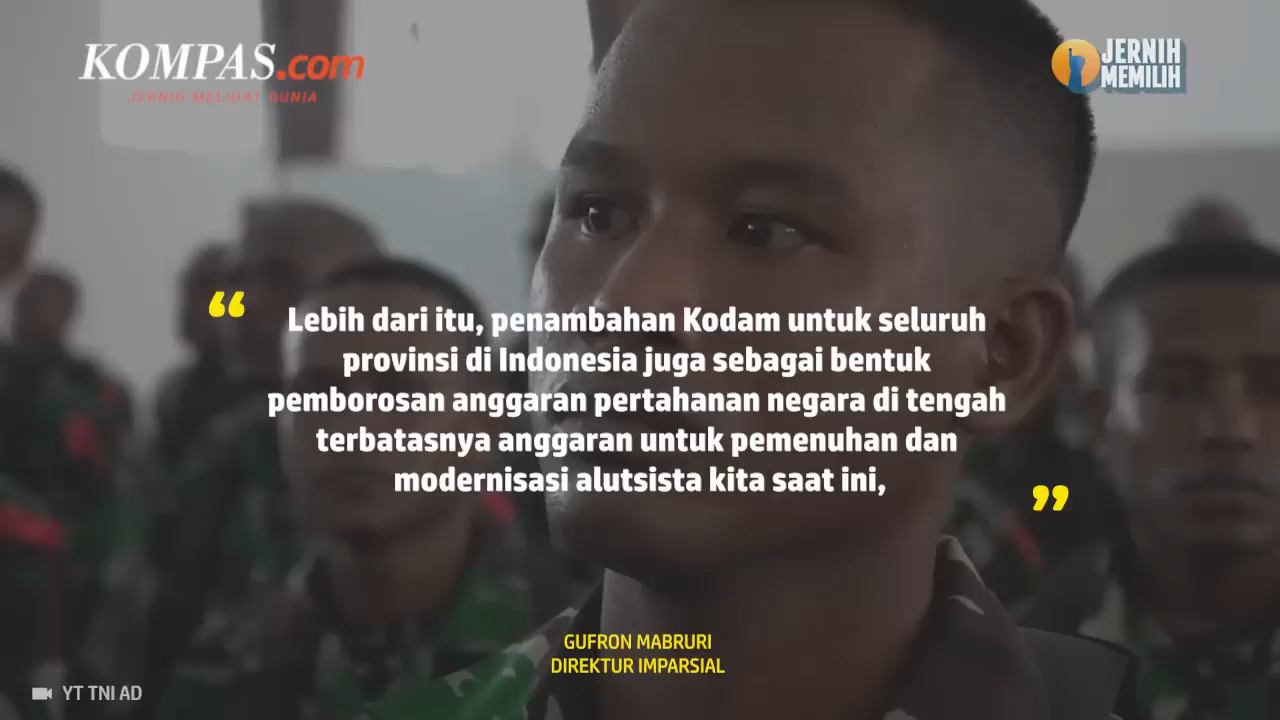 KOMPAS.com
JERNIH MELIHAT DUNIA
JERNIH
MEMILIH
“
Lebih dari itu, penambahan Kodam untuk seluruh
provinsi di Indonesia juga sebagai bentuk
pemborosan anggaran pertahanan negara di tengah
terbatasnya anggaran untuk pemenuhan dan
modernisasi alutsista kita saat ini,
”
GUFRON MABRURI
DIREKTUR IMPARSIAL
YT TNI AD